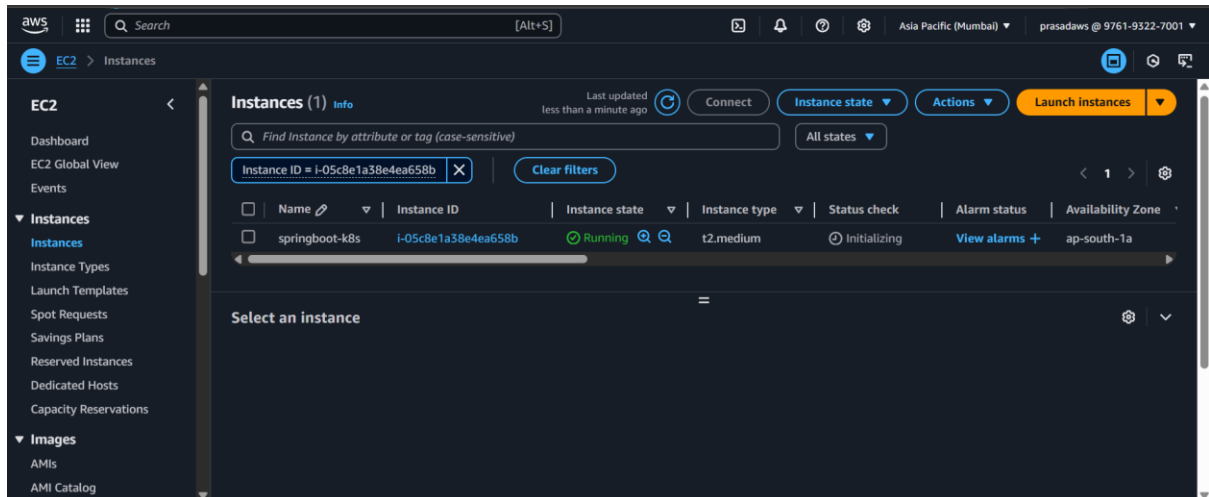 aws
Search [Alt+S]
Asia Pacific (Mumbai) ▼
prasadaws @ 9761-9322-7001 ▼
EC2 > Instances
EC2
Dashboard
EC2 Global View
Events
▼ Instances
Instances
Instance Types
Launch Templates
Spot Requests
Savings Plans
Reserved Instances
Dedicated Hosts
Capacity Reservations
▼ Images
AMIs
AMI Catalog
Instances (1) Info
Last updated
less than a minute ago
Connect
Instance state ▼
Actions ▼
Launch instances ▼
Find Instance by attribute or tag (case-sensitive)
All states ▼
Instance ID = i-05c8e1a38e4ea658b X
Clear filters
< 1 >
Name Instance ID Instance state Instance type Status check Alarm status Availability Zone
springboot-k8s i-05c8e1a38e4ea658b Running t2.medium Initializing View alarms + ap-south-1a
Select an instance